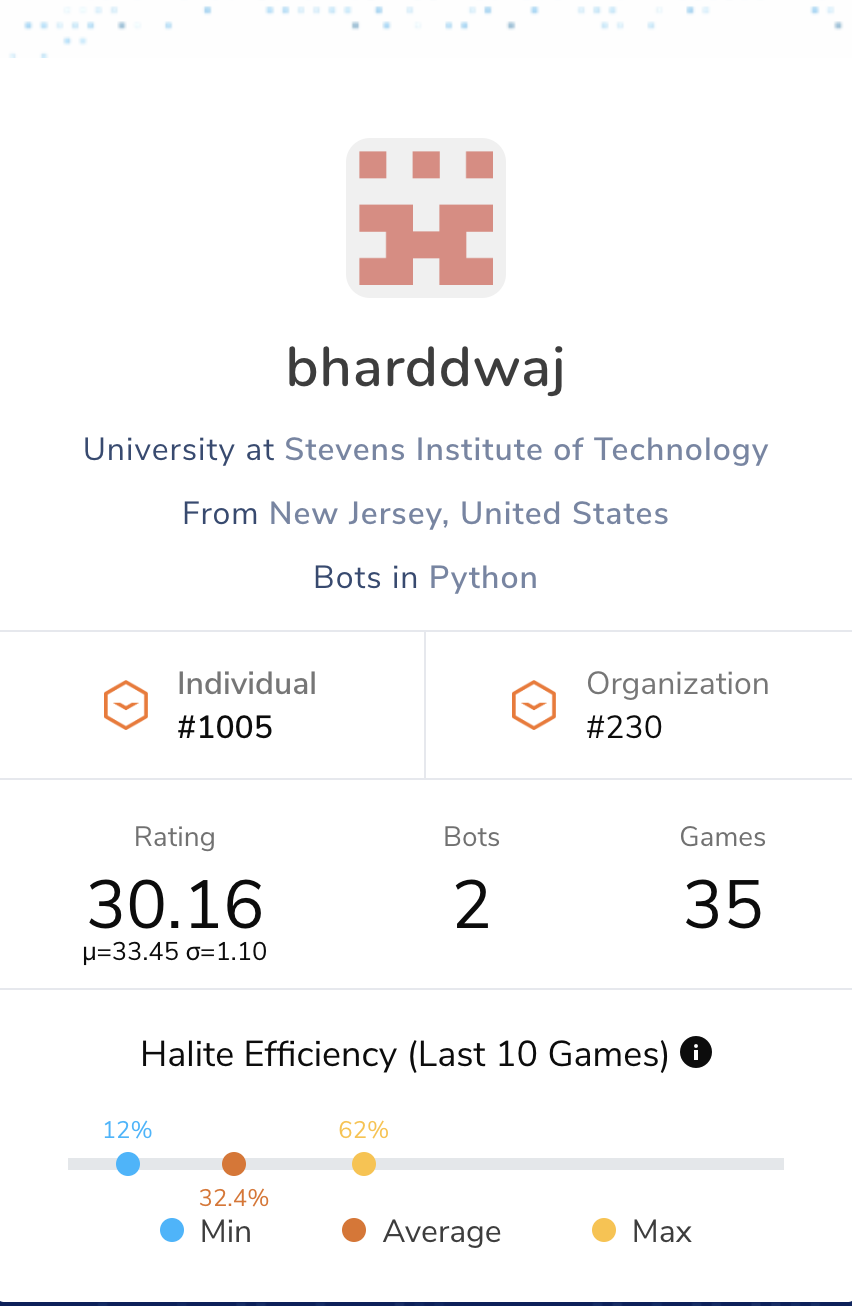 bharddwaj
University at Stevens Institute of Technology
From New Jersey, United States
Bots in Python
Individual
#1005
Organization
#230
Rating
30.16
μ=33.45 σ=1.10
Bots
2
Games
35
Halite Efficiency (Last 10 Games) i
12%
62%
32.4%
Min Average Max